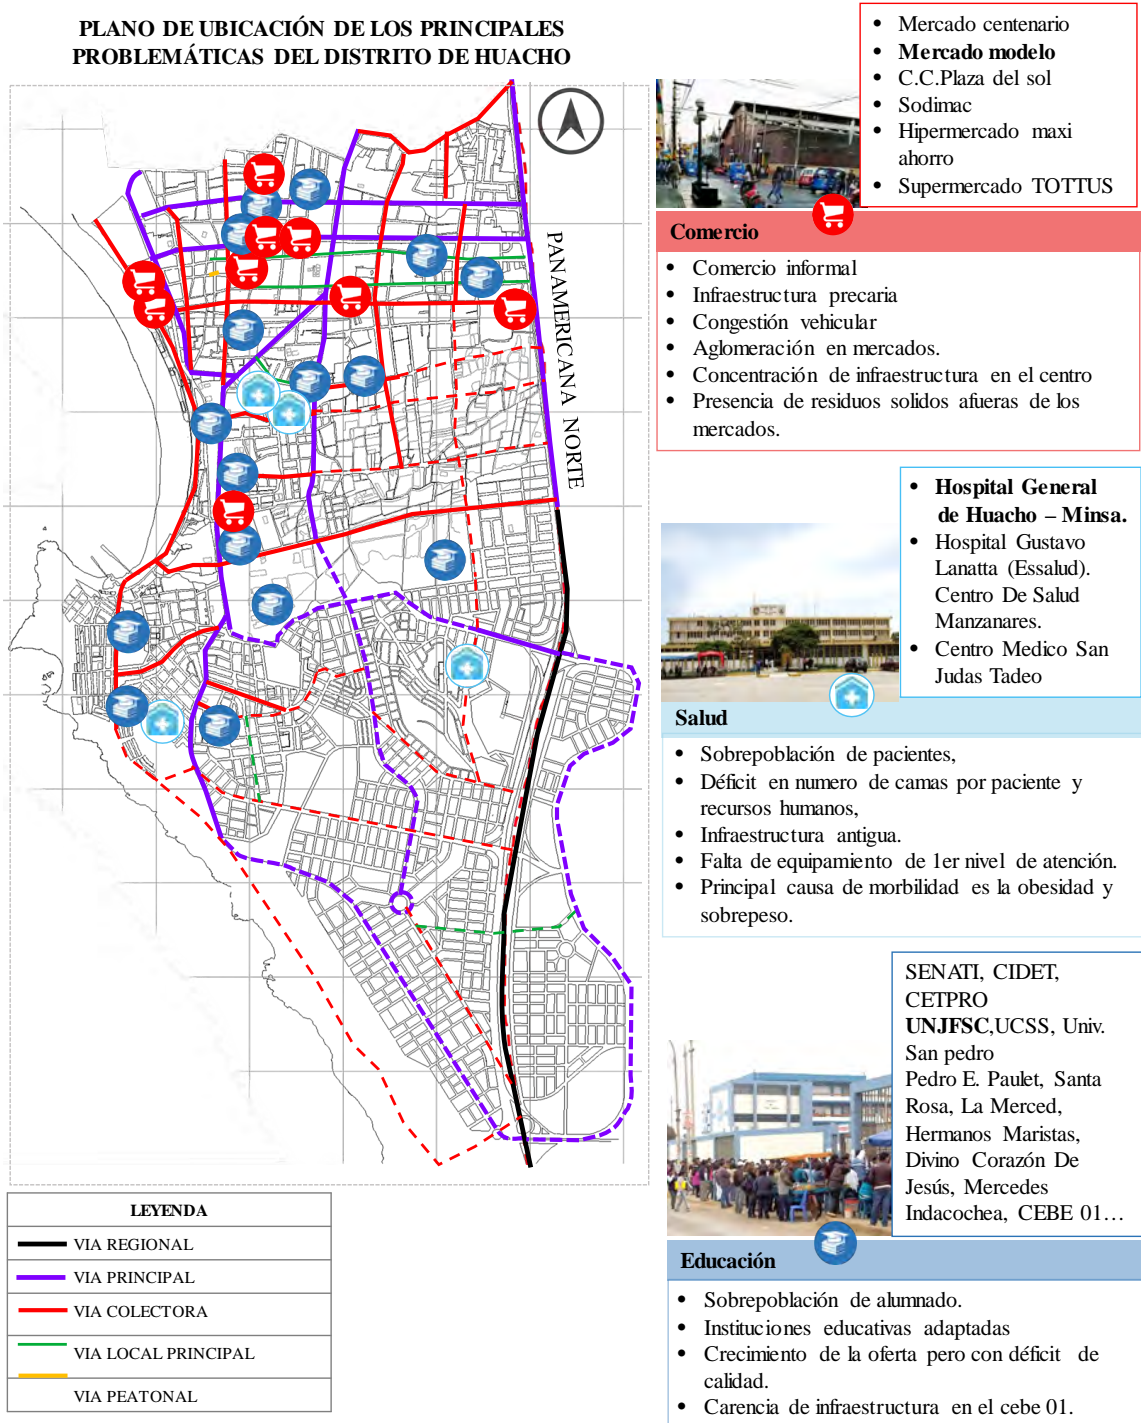 PLANO DE UBICACIÓN DE LOS PRINCIPALES
PROBLEMÁTICAS DEL DISTRITO DE HUACHO
PANAMERICANA NORTE
LEYENDA
VIA REGIONAL
VIA PRINCIPAL
VIA COLECTORA
VIA LOCAL PRINCIPAL
VIA PEATONAL
• Mercado centenario
• Mercado modelo
• C.C.Plaza del sol
• Sodimac
• Hipermercado maxi
ahorro
• Supermercado TOTTUS
Comercio
• Comercio informal
• Infraestructura precaria
• Congestión vehicular
• Aglomeración en mercados.
• Concentración de infraestructura en el centro
• Presencia de residuos solidos afueras de los
mercados.
• Hospital General
de Huacho – Minsa.
• Hospital Gustavo
Lanatta (Essalud).
Centro De Salud
Manzanares.
• Centro Medico San
Judas Tadeo
Salud
• Sobrepoblación de pacientes,
• Déficit en numero de camas por paciente y
recursos humanos,
• Infraestructura antigua.
• Falta de equipamiento de 1er nivel de atención.
• Principal causa de morbilidad es la obesidad y
sobrepeso.
SENATI, CIDET,
CETPRO
UNJFSC,UCSS, Univ.
San pedro
Pedro E. Paulet, Santa
Rosa, La Merced,
Hermanos Maristas,
Divino Corazón De
Jesús, Mercedes
Indacochea, CEBE 01…
Educación
• Sobrepoblación de alumnado.
• Instituciones educativas adaptadas
• Crecimiento de la oferta pero con déficit de
calidad.
• Carencia de infraestructura en el cebe 01.